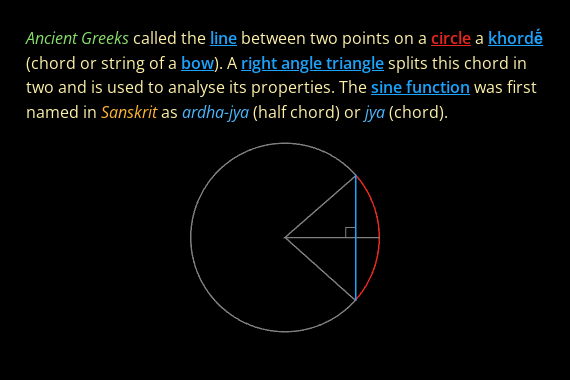 Ancient Greeks called the line between two points on a circle a khordḗ
(chord or string of a bow). A right angle triangle splits this chord in
two and is used to analyse its properties. The sine function was first
named in Sanskrit as ardha-jya (half chord) or jya (chord).